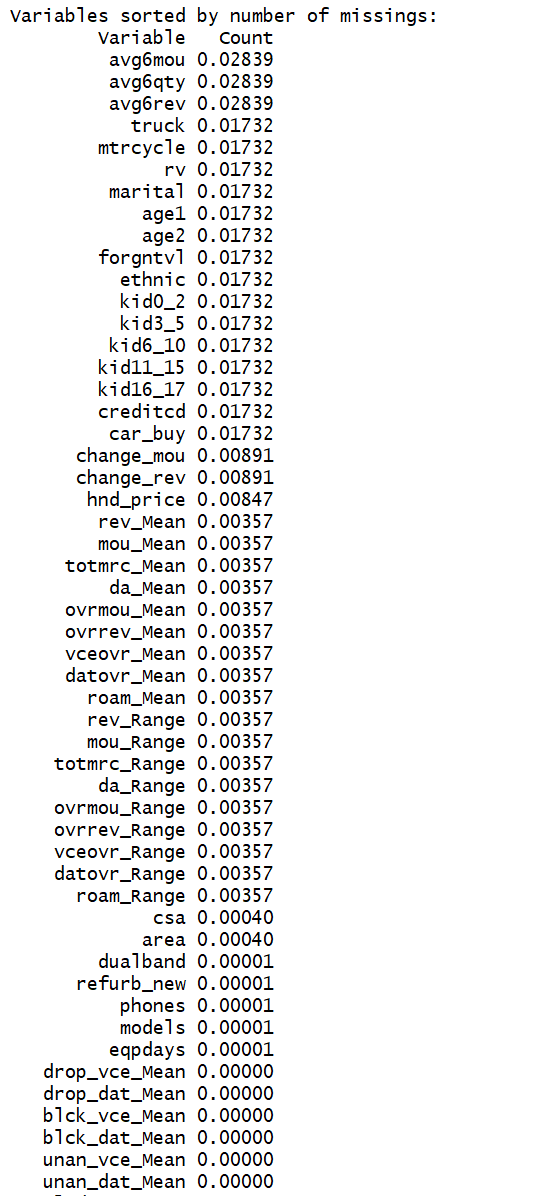 Variables sorted by number of missings:
Variable Count
avg6mou 0.02839
avg6qty 0.02839
avg6rev 0.02839
truck 0.01732
mtrcycle 0.01732
rv 0.01732
marital 0.01732
age1 0.01732
age2 0.01732
forgntvl 0.01732
ethnic 0.01732
kid0_2 0.01732
kid3_5 0.01732
kid6_10 0.01732
kid11_15 0.01732
kid16_17 0.01732
creditcd 0.01732
car_buy 0.01732
change_mou 0.00891
change_rev 0.00891
hnd_price 0.00847
rev_Mean 0.00357
mou_Mean 0.00357
totmrc_Mean 0.00357
da_Mean 0.00357
ovrmou_Mean 0.00357
ovrrev_Mean 0.00357
vceovr_Mean 0.00357
datovr_Mean 0.00357
roam_Mean 0.00357
rev_Range 0.00357
mou_Range 0.00357
totmrc_Range 0.00357
da_Range 0.00357
ovrmou_Range 0.00357
ovrrev_Range 0.00357
vceovr_Range 0.00357
datovr_Range 0.00357
roam_Range 0.00357
csa 0.00040
area 0.00040
dualband 0.00001
refurb_new 0.00001
phones 0.00001
models 0.00001
eqpdays 0.00001
drop_vce_Mean 0.00000
drop_dat_Mean 0.00000
blck_vce_Mean 0.00000
blck_dat_Mean 0.00000
unan_vce_Mean 0.00000
unan_dat_Mean 0.00000